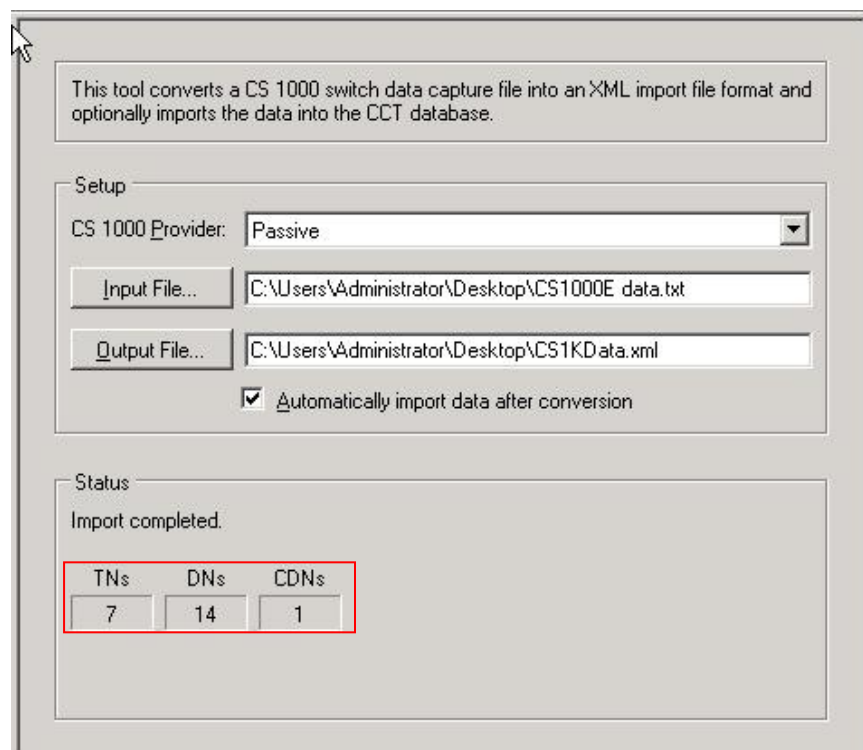 This tool converts a CS 1000 switch data capture file into an XML import file format and
optionally imports the data into the CCT database.
Setup
CS 1000 Provider: Passive
Input File... C:\Users\Administrator\Desktop\CS1000E data.txt
Output File... C:\Users\Administrator\Desktop\CS1KData.xml
Automatically import data after conversion
Status
Import completed.
TNs DNs CDNs
7 14 1